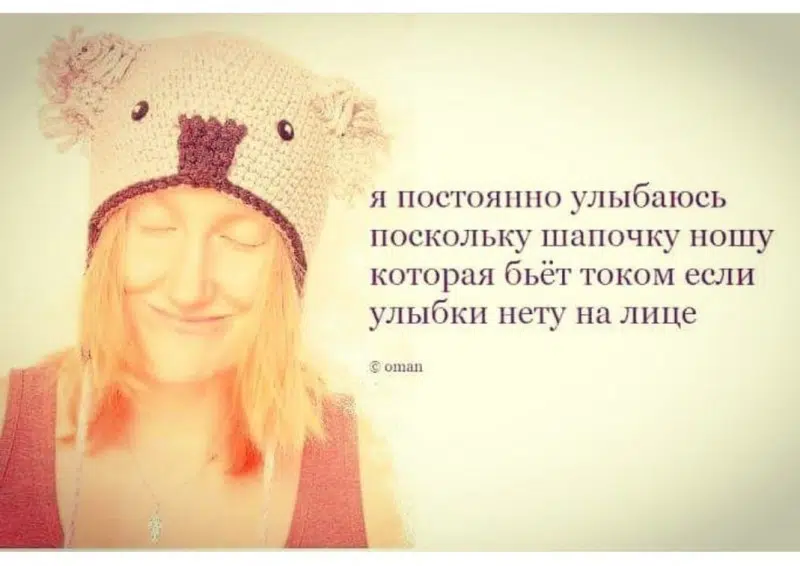 я постоянно улыбаюсь
поскольку шапочку ношу
которая бьёт током если
улыбки нету на лице
© oman